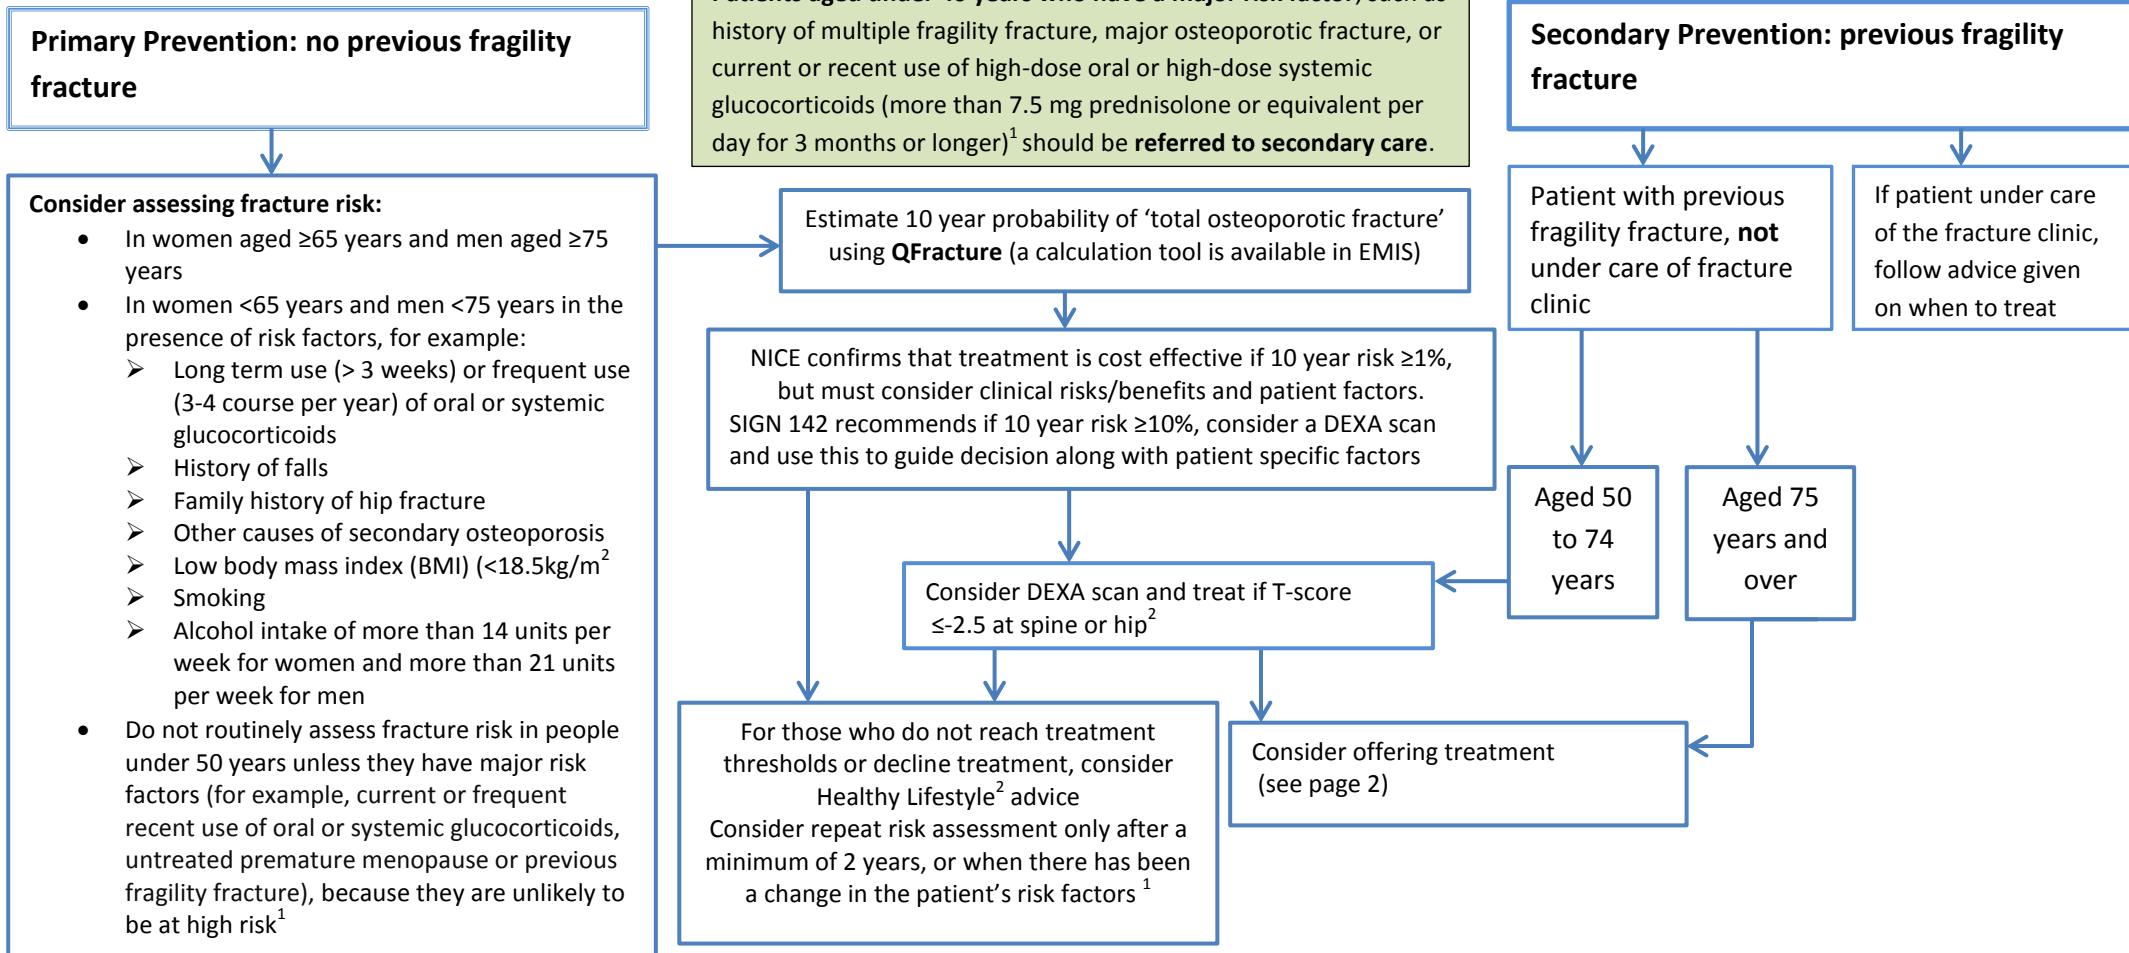 Primary Prevention: no previous fragility
fracture
Patients aged under 40 years who have a major risk factor, such as
history of multiple fragility fracture, major osteoporotic fracture, or
current or recent use of high-dose oral or high-dose systemic
glucocorticoids (more than 7.5 mg prednisolone or equivalent per
day for 3 months or longer)1 should be referred to secondary care.
Secondary Prevention: previous fragility
fracture
Consider assessing fracture risk:
• In women aged ≥65 years and men aged ≥75
years
• In women <65 years and men <75 years in the
presence of risk factors, for example:
➢ Long term use (> 3 weeks) or frequent use
(3-4 course per year) of oral or systemic
glucocorticoids
➢ History of falls
➢ Family history of hip fracture
➢ Other causes of secondary osteoporosis
➢ Low body mass index (BMI) (<18.5kg/m2
➢ Smoking
➢ Alcohol intake of more than 14 units per
week for women and more than 21 units
per week for men
• Do not routinely assess fracture risk in people
under 50 years unless they have major risk
factors (for example, current or frequent
recent use of oral or systemic glucocorticoids,
untreated premature menopause or previous
fragility fracture), because they are unlikely to
be at high risk1
Estimate 10 year probability of ‘total osteoporotic fracture’
using QFracture (a calculation tool is available in EMIS)
NICE confirms that treatment is cost effective if 10 year risk ≥1%,
but must consider clinical risks/benefits and patient factors.
SIGN 142 recommends if 10 year risk ≥10%, consider a DEXA scan
and use this to guide decision along with patient specific factors
Consider DEXA scan and treat if T-score
≤-2.5 at spine or hip2
For those who do not reach treatment
thresholds or decline treatment, consider
Healthy Lifestyle2 advice
Consider repeat risk assessment only after a
minimum of 2 years, or when there has been
a change in the patient’s risk factors 1
Consider offering treatment
(see page 2)
Patient with previous
fragility fracture, not
under care of fracture
clinic
If patient under care
of the fracture clinic,
follow advice given
on when to treat
Aged 50
to 74
years
Aged 75
years and
over